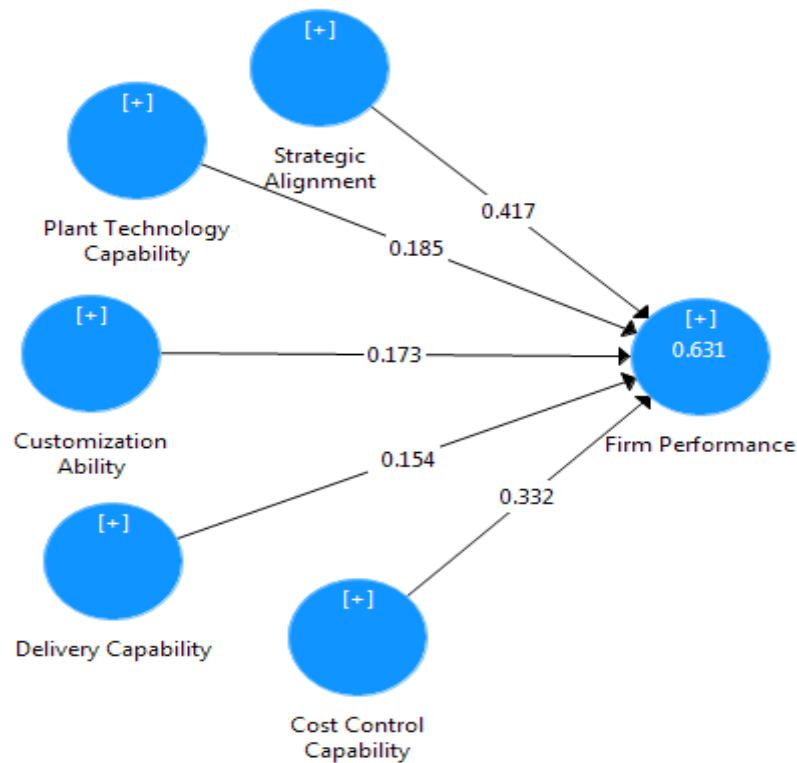 [+]
Strategic
Alignment
[+]
Plant Technology
Capability
0.417
0.185
[+]
Customization
Ability
0.173
[+]
0.631
Firm Performance
0.154
[+]
Delivery Capability
0.332
[+]
Cost Control
Capability